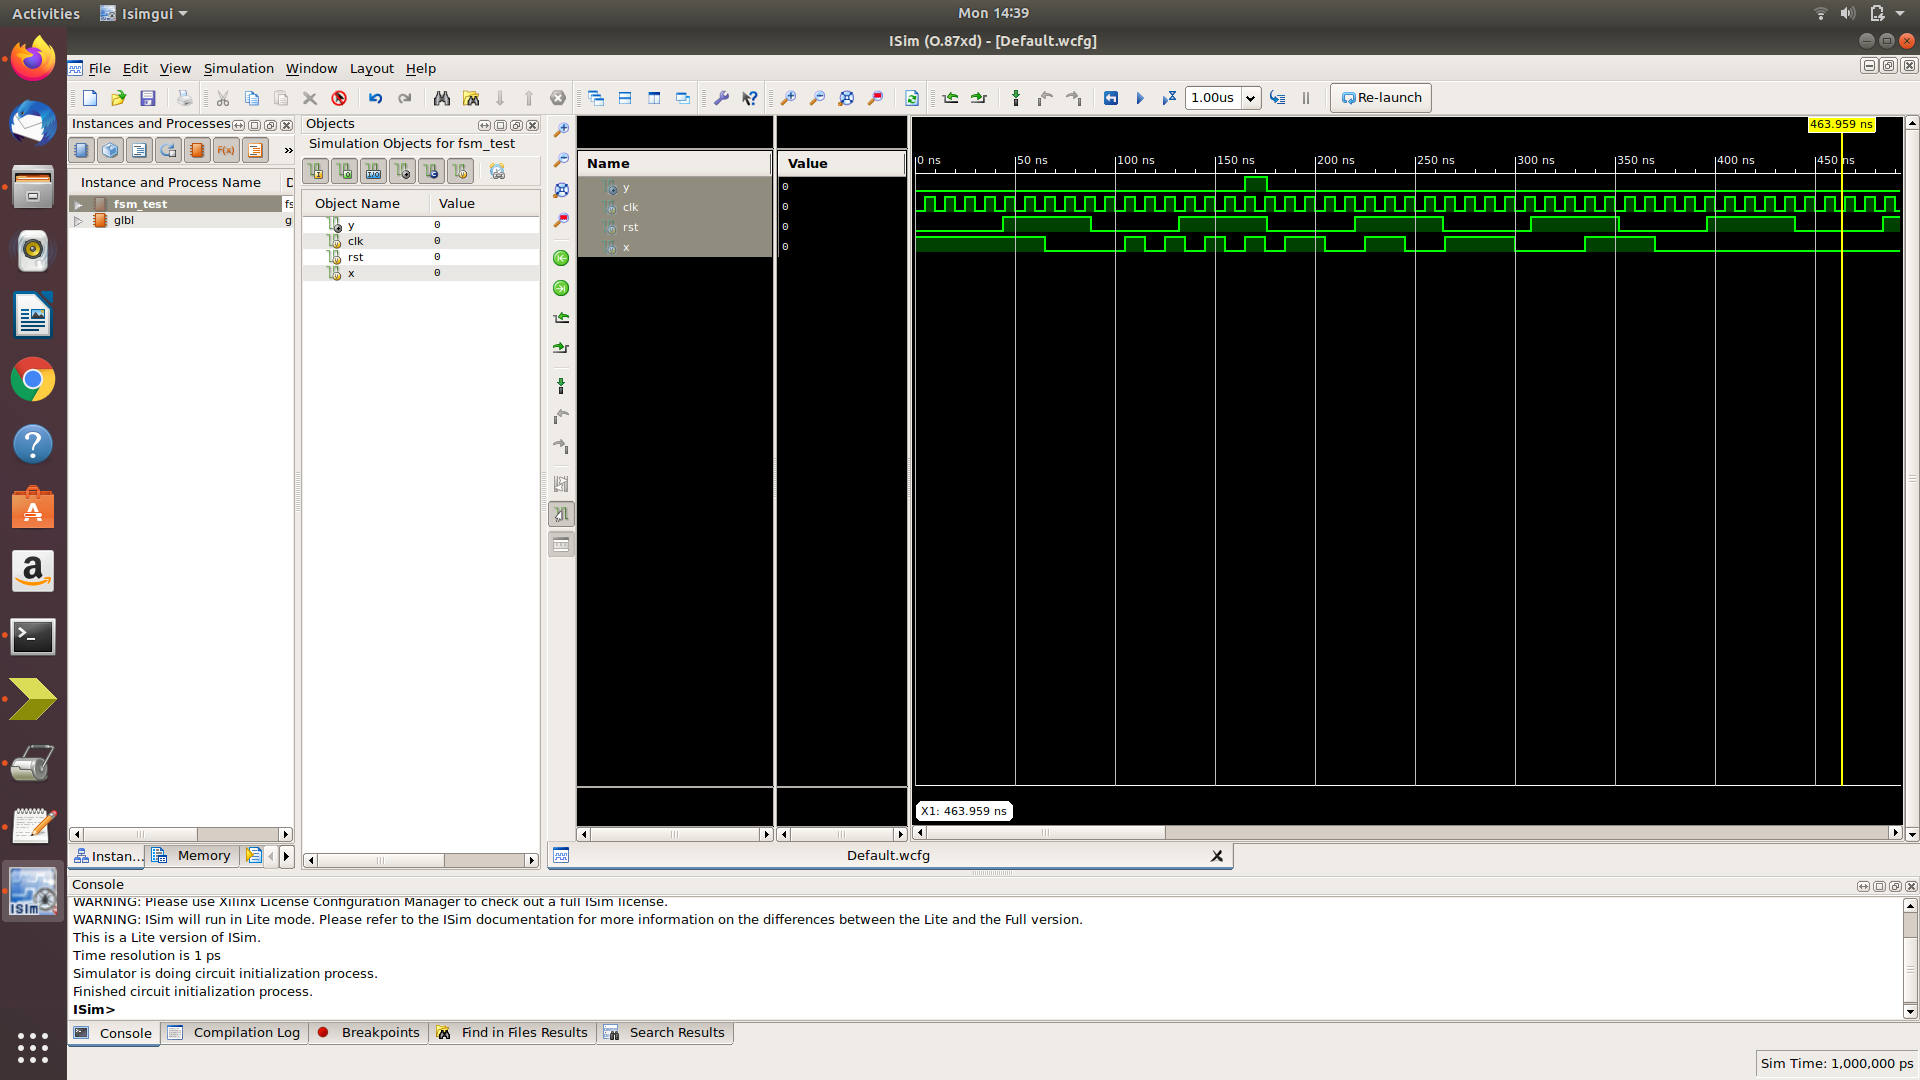 Activities
Isimgui
Mon 14:39
ISim (O.87xd) - [Default.wcfg]
File Edit View Simulation Window Layout Help
1.00us
Re-launch
Instances and Processes
Instance and Process Name
fsm_test fs
glbl g
Instan...
Memory
F(x)
»
Objects
Simulation Objects for fsm_test
Object Name Value
y 0
clk 0
rst 0
x 0
Name Value
y 0
clk 0
rst 0
x 0
463.959 ns
0 ns 50 ns 100 ns 150 ns 200 ns 250 ns 300 ns 350 ns 400 ns 450 ns
X1: 463.959 ns
Default.wcfg
Console
WARNING: Please use Xilinx License Configuration Manager to check out a full ISim license.
WARNING: ISim will run in Lite mode. Please refer to the ISim documentation for more information on the differences between the Lite and the Full version.
This is a Lite version of ISim.
Time resolution is 1 ps
Simulator is doing circuit initialization process.
Finished circuit initialization process.
ISim>
Console Compilation Log Breakpoints Find in Files Results Search Results
Sim Time: 1,000,000 ps